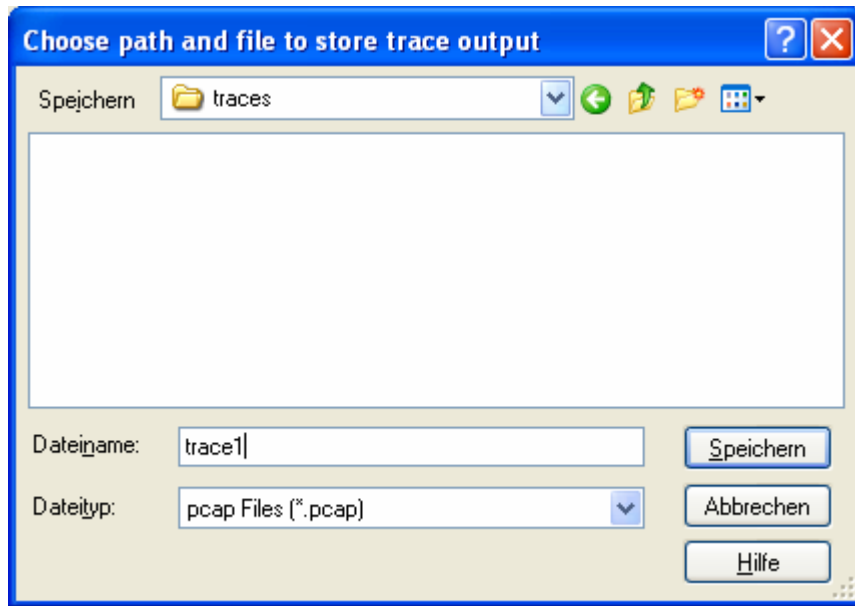 Choose path and file to store trace output
Speichern traces
Dateiname: trace1 Speichern
Dateityp: pcap Files (*.pcap) Abbrechen
Hilfe